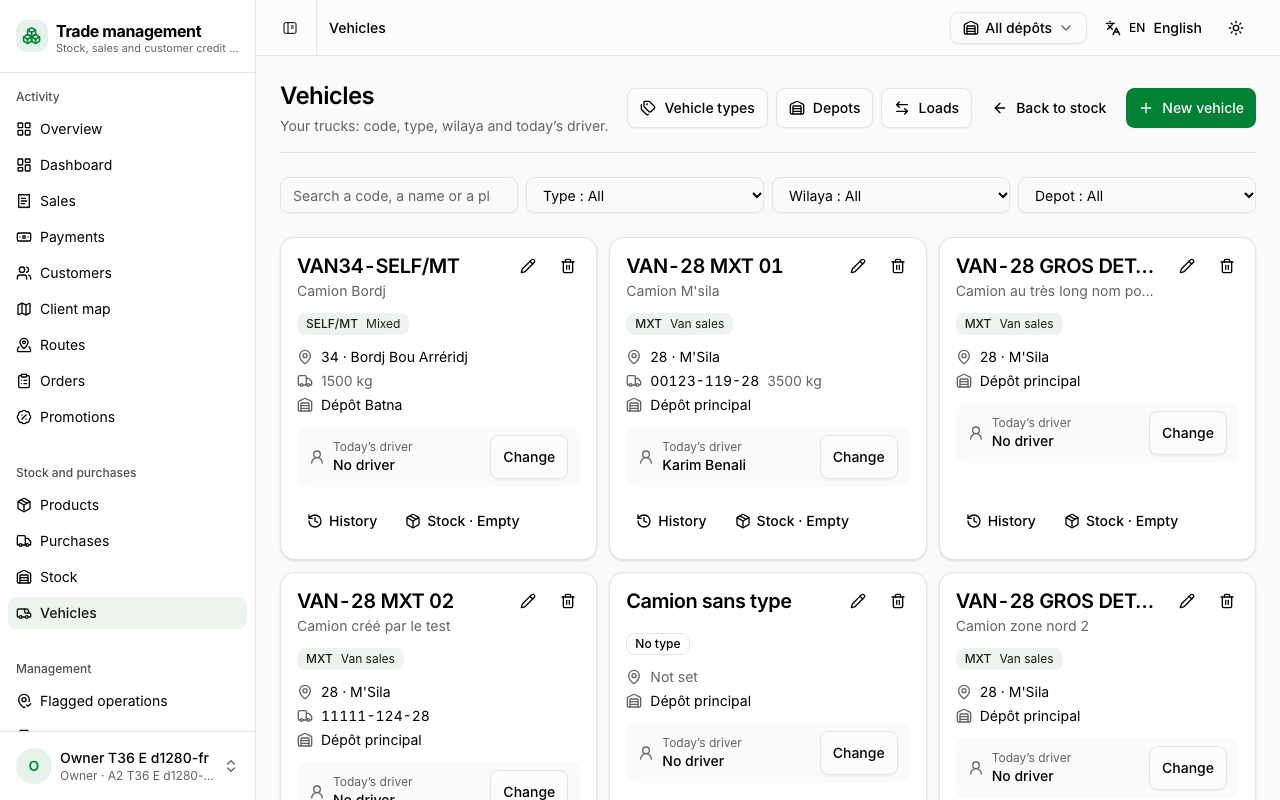 Trade management
Stock, sales and customer credit ...
Activity
Overview
Dashboard
Sales
Payments
Customers
Client map
Routes
Orders
Promotions
Stock and purchases
Products
Purchases
Stock
Vehicles
Management
Flagged operations
O
Owner T36 E d1280-fr
Owner · A2 T36 E d1280-...
Vehicles
All dépôts
EN English
Vehicles
Your trucks: code, type, wilaya and today’s driver.
Vehicle types
Depots
Loads
Back to stock
New vehicle
Search a code, a name or a pl
Type : All
Wilaya : All
Depot : All
VAN34-SELF/MT
Camion Bordj
SELF/MT Mixed
34 · Bordj Bou Arréridj
1500 kg
Dépôt Batna
Today’s driver
No driver
Change
History
Stock · Empty
VAN-28 MXT 01
Camion M'sila
MXT Van sales
28 · M'Sila
00123-119-28 3500 kg
Dépôt principal
Today’s driver
Karim Benali
Change
History
Stock · Empty
VAN-28 GROS DET...
Camion au très long nom po...
MXT Van sales
28 · M'Sila
Dépôt principal
Today’s driver
No driver
Change
History
Stock · Empty
VAN-28 MXT 02
Camion créé par le test
MXT Van sales
28 · M'Sila
11111-124-28
Dépôt principal
Today’s driver
No driver
Change
Camion sans type
No type
Not set
Dépôt principal
Today’s driver
No driver
Change
VAN-28 GROS DET...
Camion zone nord 2
MXT Van sales
28 · M'Sila
Dépôt principal
Today’s driver
No driver
Change